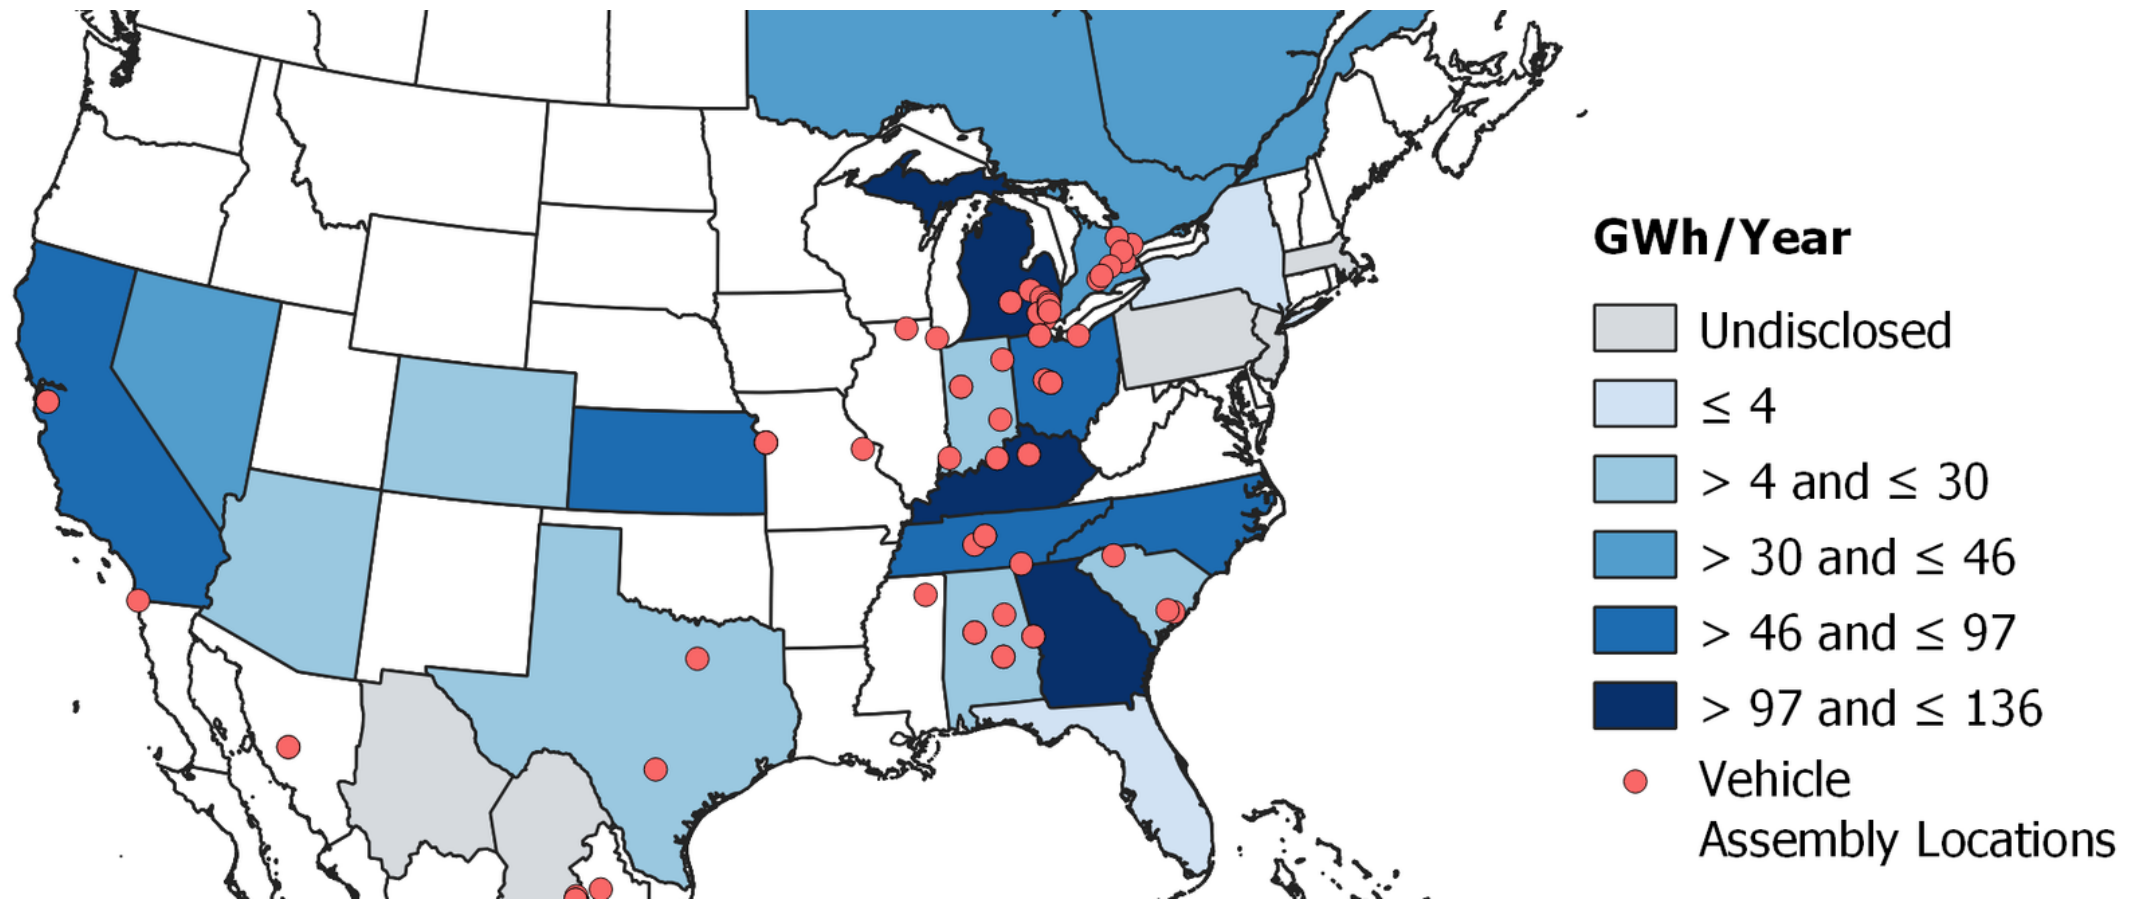 GWh/Year
Undisclosed
≤ 4
> 4 and ≤ 30
> 30 and ≤ 46
> 46 and ≤ 97
> 97 and ≤ 136
Vehicle
Assembly Locations